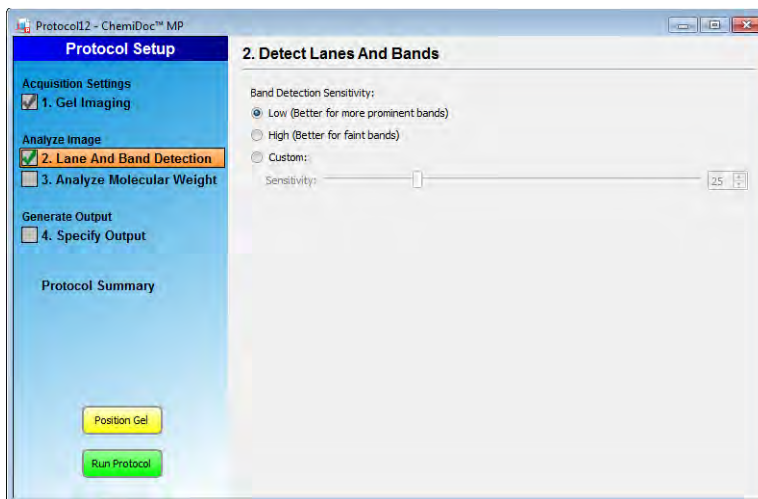 Protocol12 - ChemiDoc™ MP
Protocol Setup
Acquisition Settings
1. Gel Imaging
Analyze Image
2. Lane And Band Detection
3. Analyze Molecular Weight
Generate Output
4. Specify Output
Protocol Summary
Position Gel
Run Protocol
2. Detect Lanes And Bands
Band Detection Sensitivity:
Low (Better for more prominent bands)
High (Better for faint bands)
Custom:
Sensitivity: 25